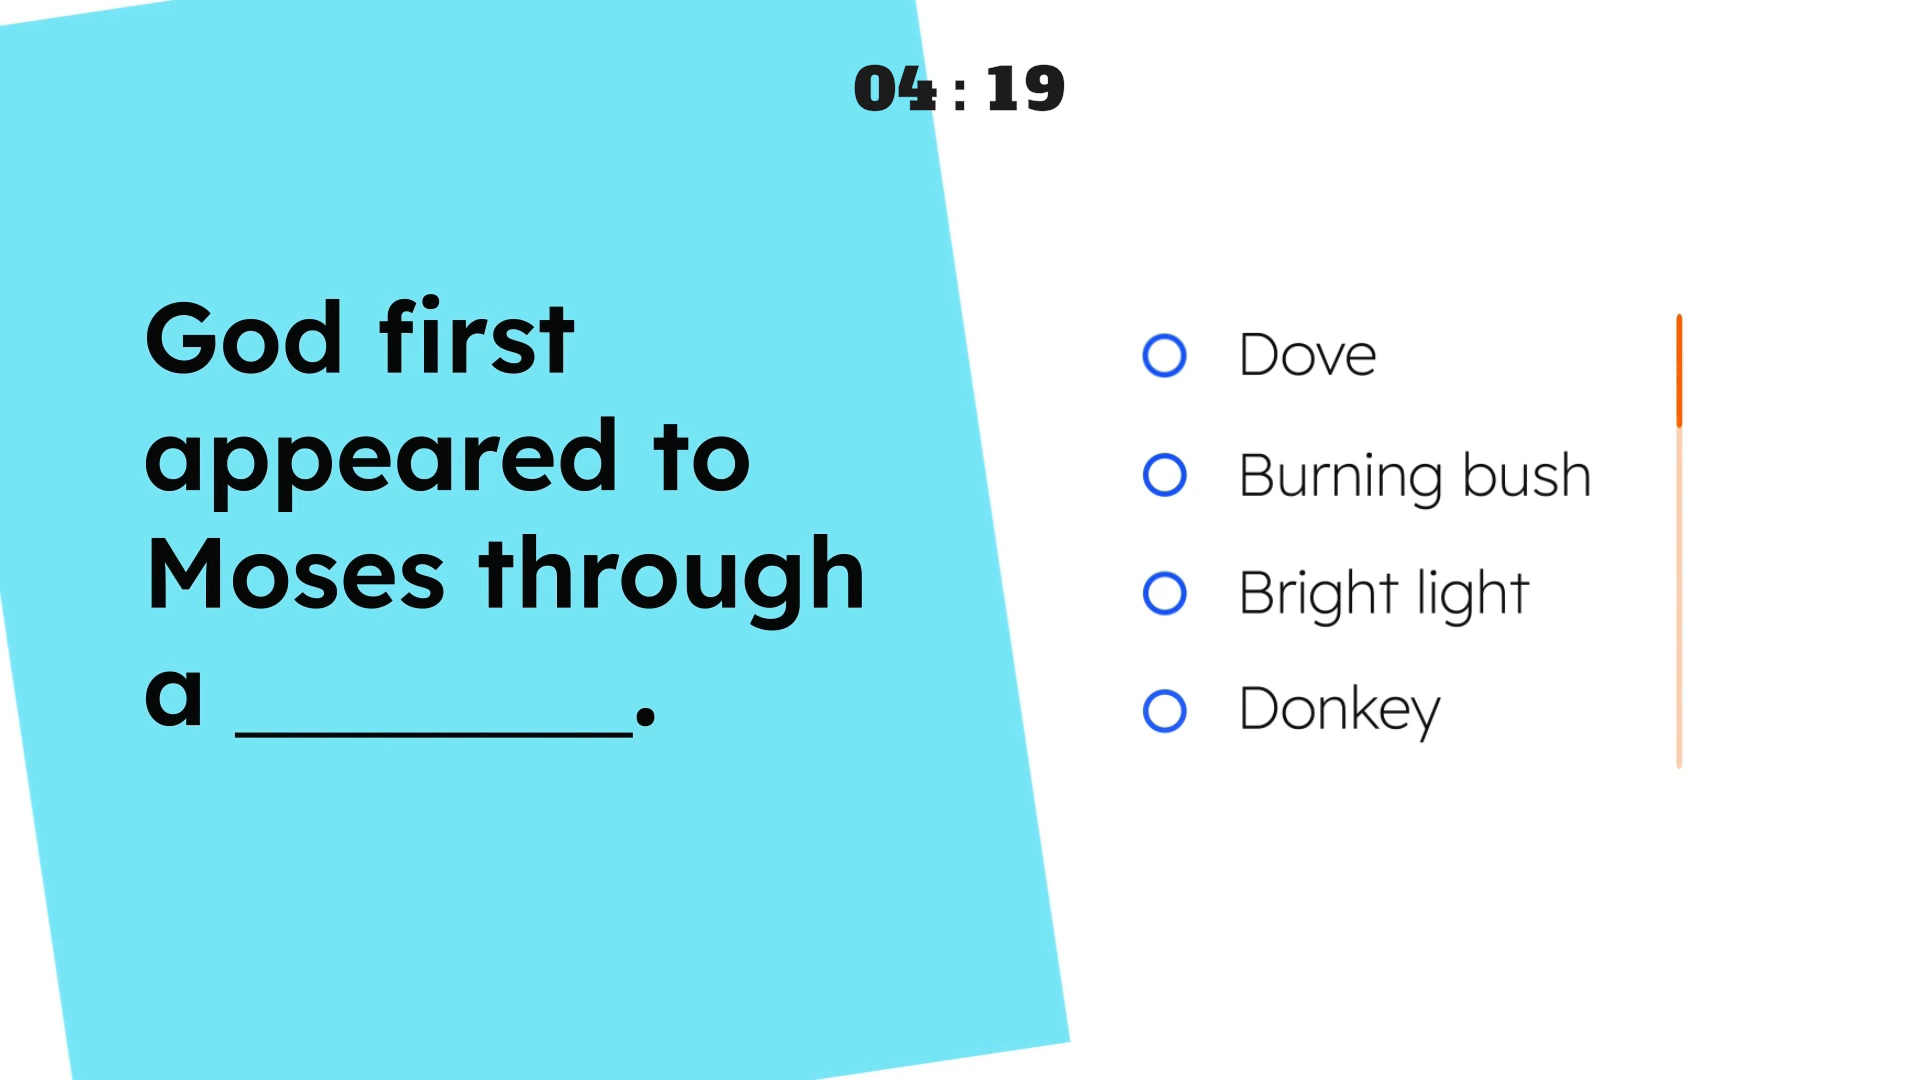 04 : 19
God first
appeared to
Moses through
a ________.
Dove
Burning bush
Bright light
Donkey